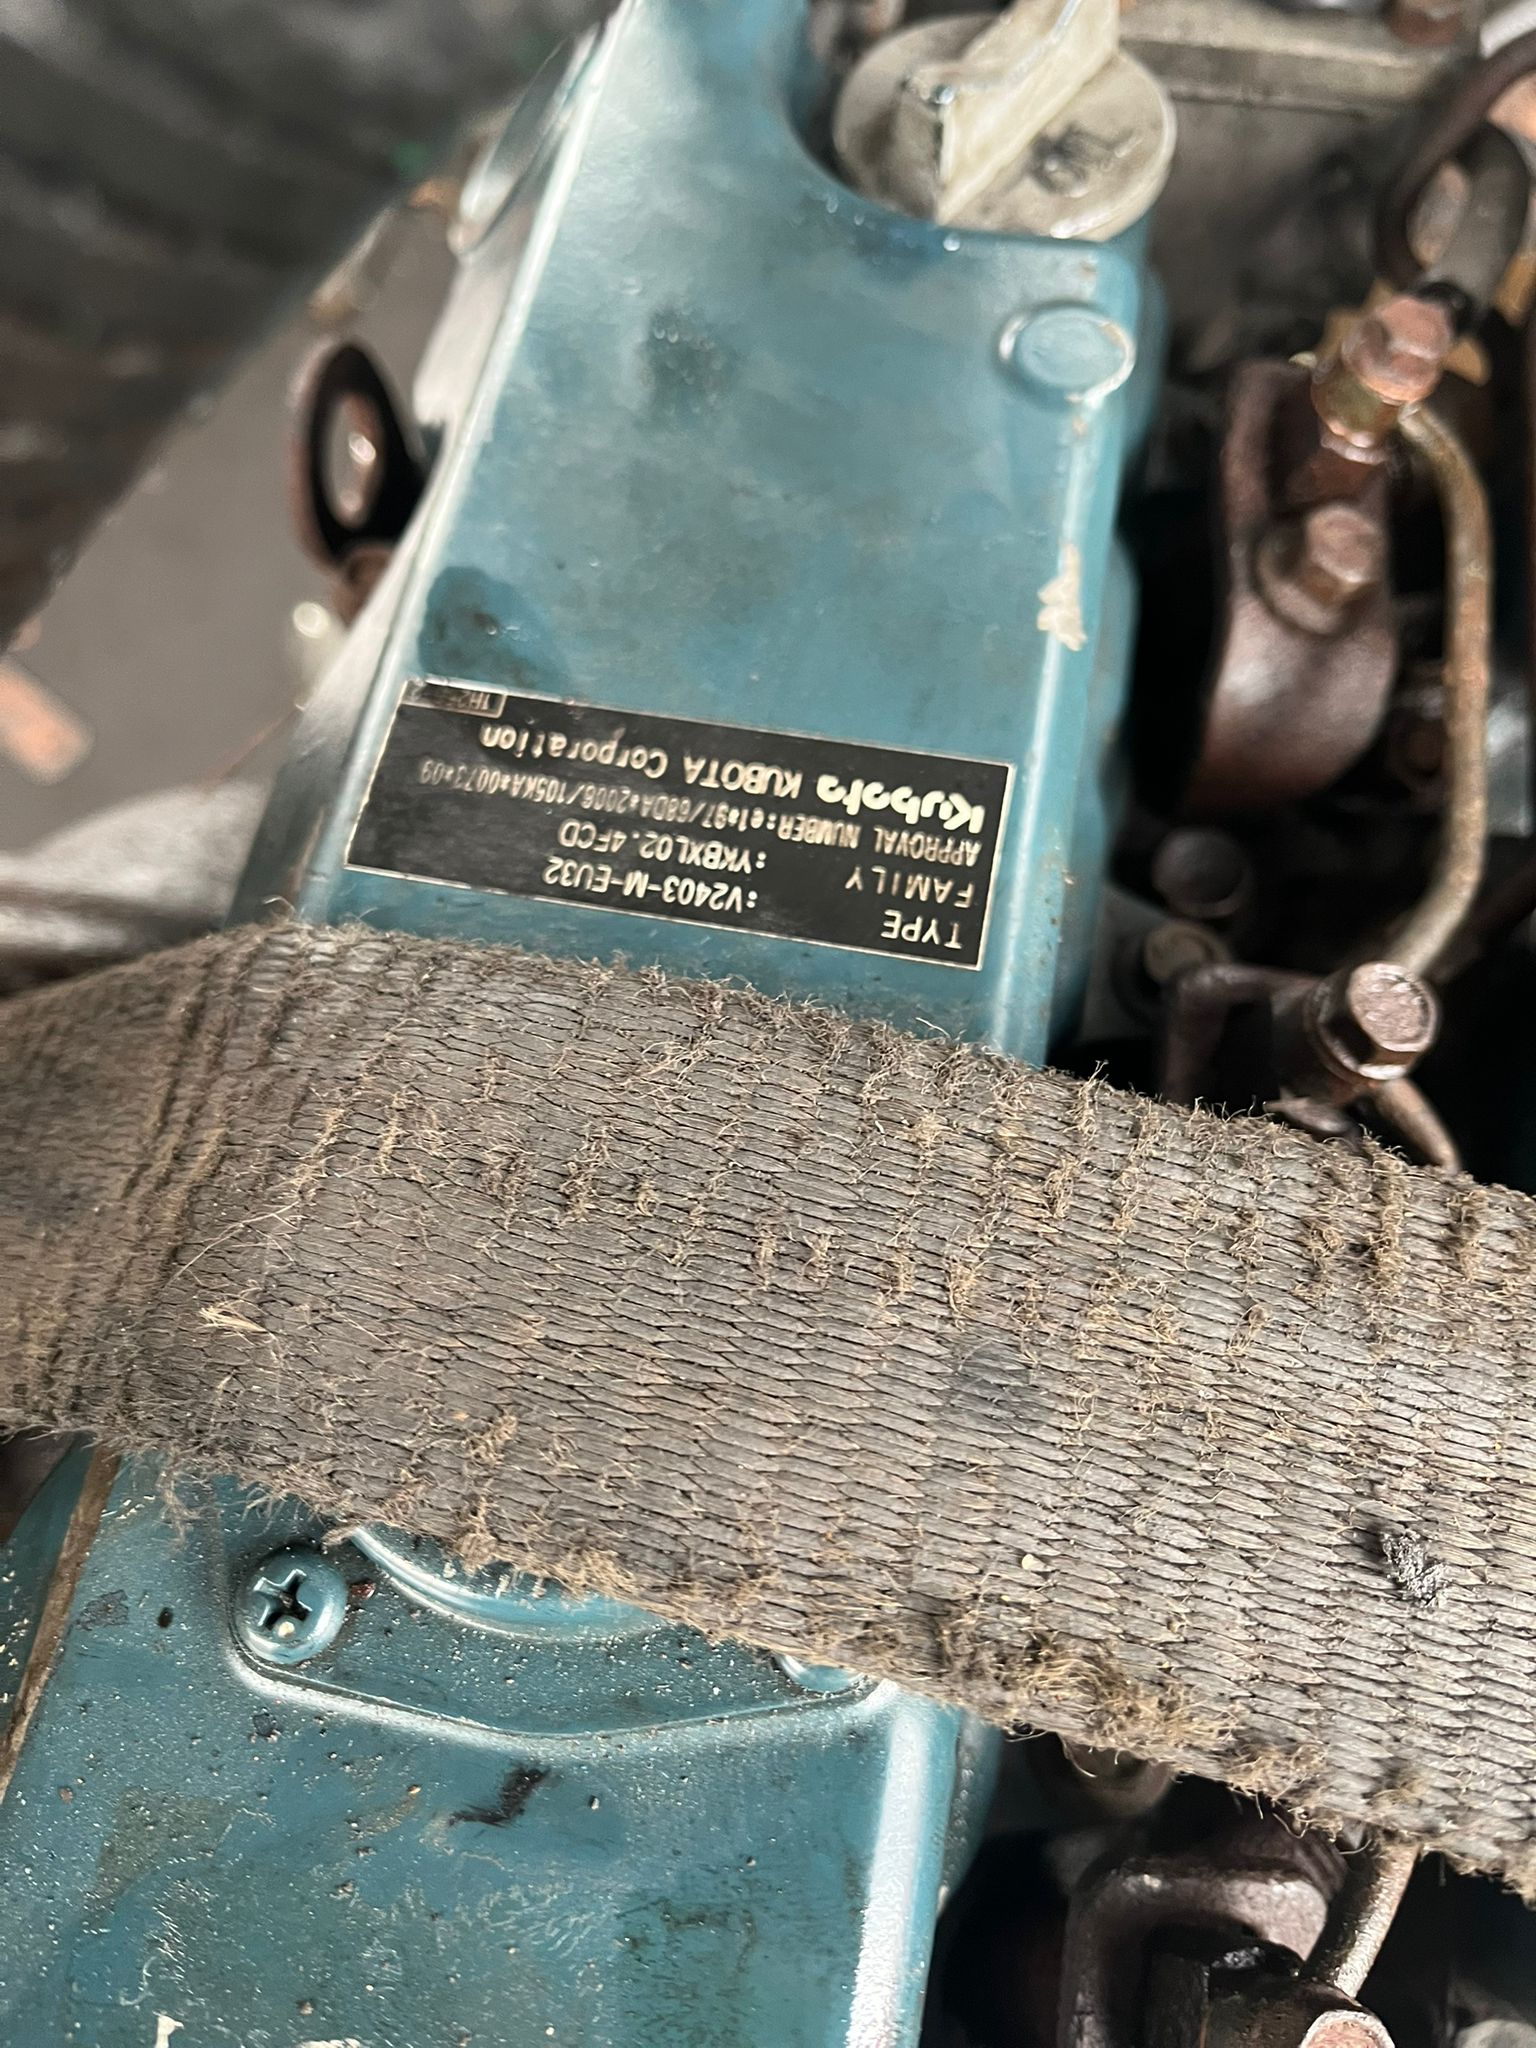 TYPE :V2403-M-EU32
FAMILY :YKBXL02.4FCD
APPROVAL NUMBER:e1*97/68DA*2006/105KA*0073*09
Kubota KUBOTA Corporation